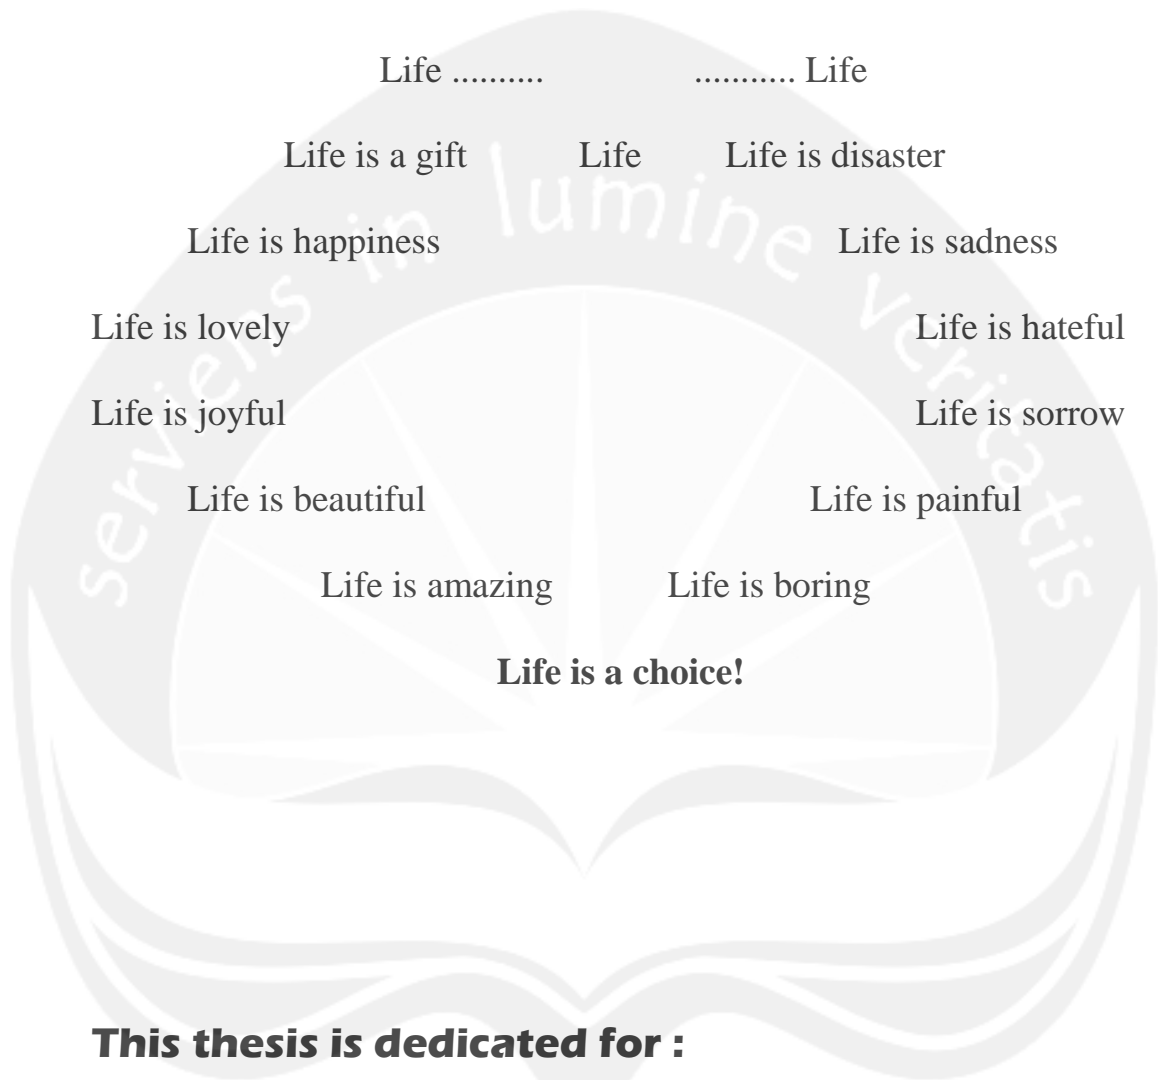 Life .......... ........... Life
Life is a gift Life Life is disaster
serviens in lumine veritatis
Life is happiness Life is sadness
Life is lovely Life is hateful
Life is joyful Life is sorrow
Life is beautiful Life is painful
Life is amazing Life is boring
Life is a choice!
This thesis is dedicated for :